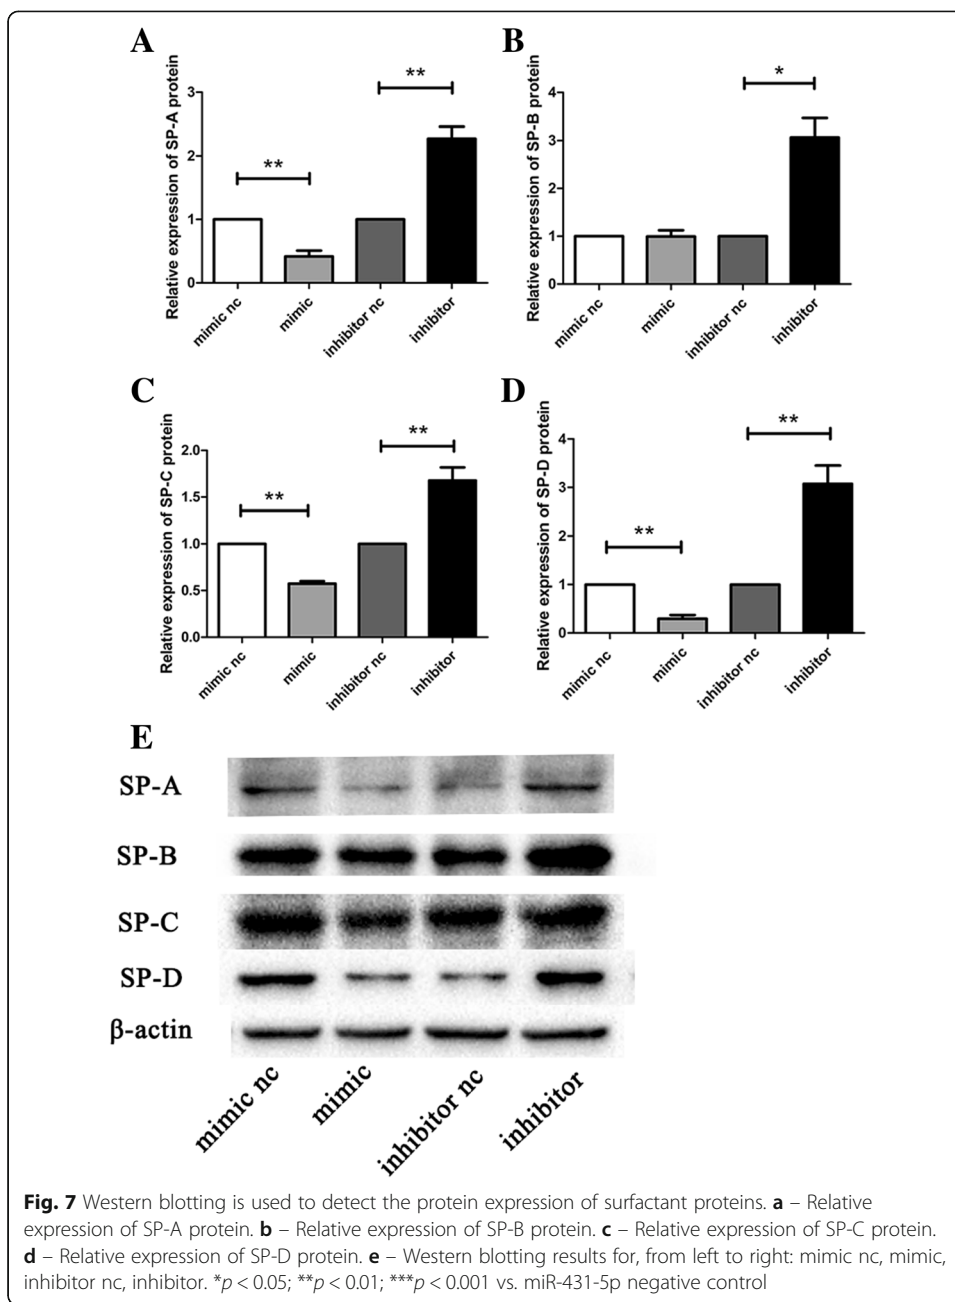 A
Relative expression of SP-A protein
3
2
1
0
**
**
mimic nc
mimic
inhibitor nc
inhibitor
B
Relative expression of SP-B protein
4
3
2
1
0
*
mimic nc
mimic
inhibitor nc
inhibitor
C
Relative expression of SP-C protein
2.0
1.5
1.0
0.5
0.0
**
**
mimic nc
mimic
inhibitor nc
inhibitor
D
Relative expression of SP-D protein
4
3
2
1
0
**
**
mimic nc
mimic
inhibitor nc
inhibitor
E
SP-A
SP-B
SP-C
SP-D
β-actin
mimic nc
mimic
inhibitor nc
inhibitor
Fig. 7 Western blotting is used to detect the protein expression of surfactant proteins. a – Relative
expression of SP-A protein. b – Relative expression of SP-B protein. c – Relative expression of SP-C protein.
d – Relative expression of SP-D protein. e – Western blotting results for, from left to right: mimic nc, mimic,
inhibitor nc, inhibitor. *p < 0.05; **p < 0.01; ***p < 0.001 vs. miR-431-5p negative control